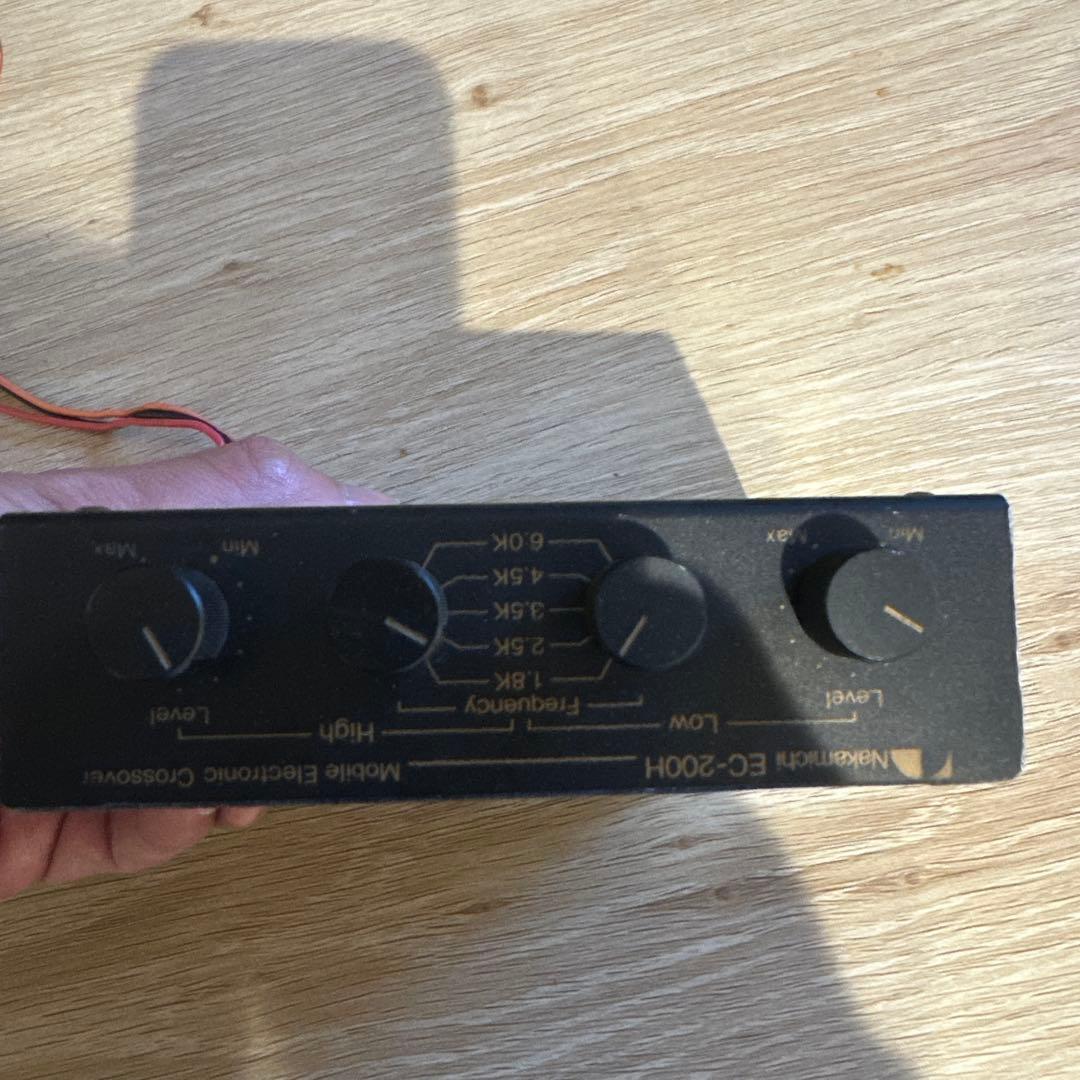 Nakamichi EC-200H Mobile Electronic Crossover
Low High
Level Frequency Level
1.8K
2.5K
3.5K
4.5K
6.0K
Min Max Min Max